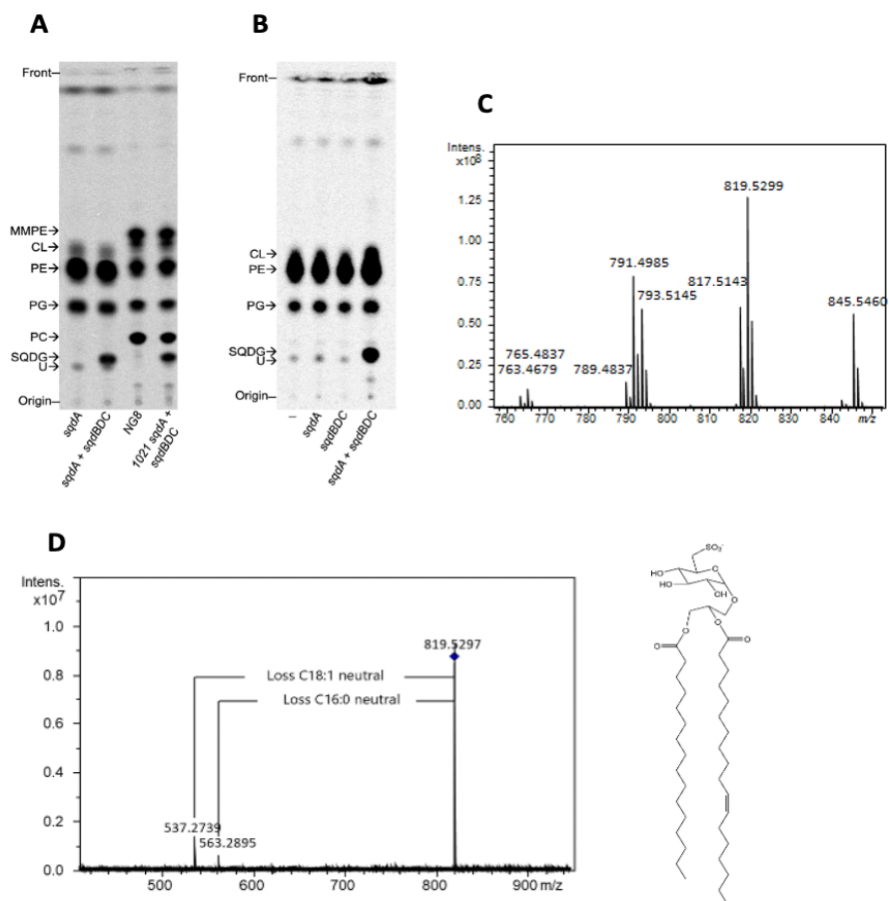 A
Front
MMPE
CL
PE
PG
PC
SQDG
U
Origin
sqdA
sqdA + sqdBDC
NG8
1021 sqdA +
sqdBDC
B
Front
CL
PE
PG
SQDG
U
Origin
–
sqdA
sqdBDC
sqdA + sqdBDC
C
Intens.
x10⁸
1.25
1.00
0.75
0.50
0.25
0.00
819.5299
791.4985
817.5143
793.5145
845.5460
765.4837
763.4679
789.4837
760 770 780 790 800 810 820 830 840 m/z
D
Intens.
x10⁷
1.0
0.8
0.6
0.4
0.2
0.0
819.5297
Loss C18:1 neutral
Loss C16:0 neutral
537.2739
563.2895
500 600 700 800 900 m/z
SO₃⁻
HO
O
HO
OH
O
O
O
O
O